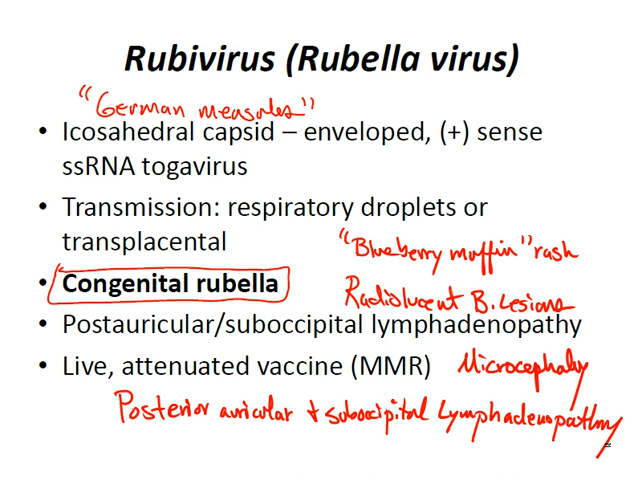 Rubivirus (Rubella virus)
"German measles"
• Icosahedral capsid – enveloped, (+) sense
ssRNA togavirus
• Transmission: respiratory droplets or
transplacental
"Blueberry muffin" rash
• Congenital rubella
Radiolucent B. Lesions
• Postauricular/suboccipital lymphadenopathy
• Live, attenuated vaccine (MMR)
Microcephaly
Posterior auricular + suboccipital Lymphadenopathy